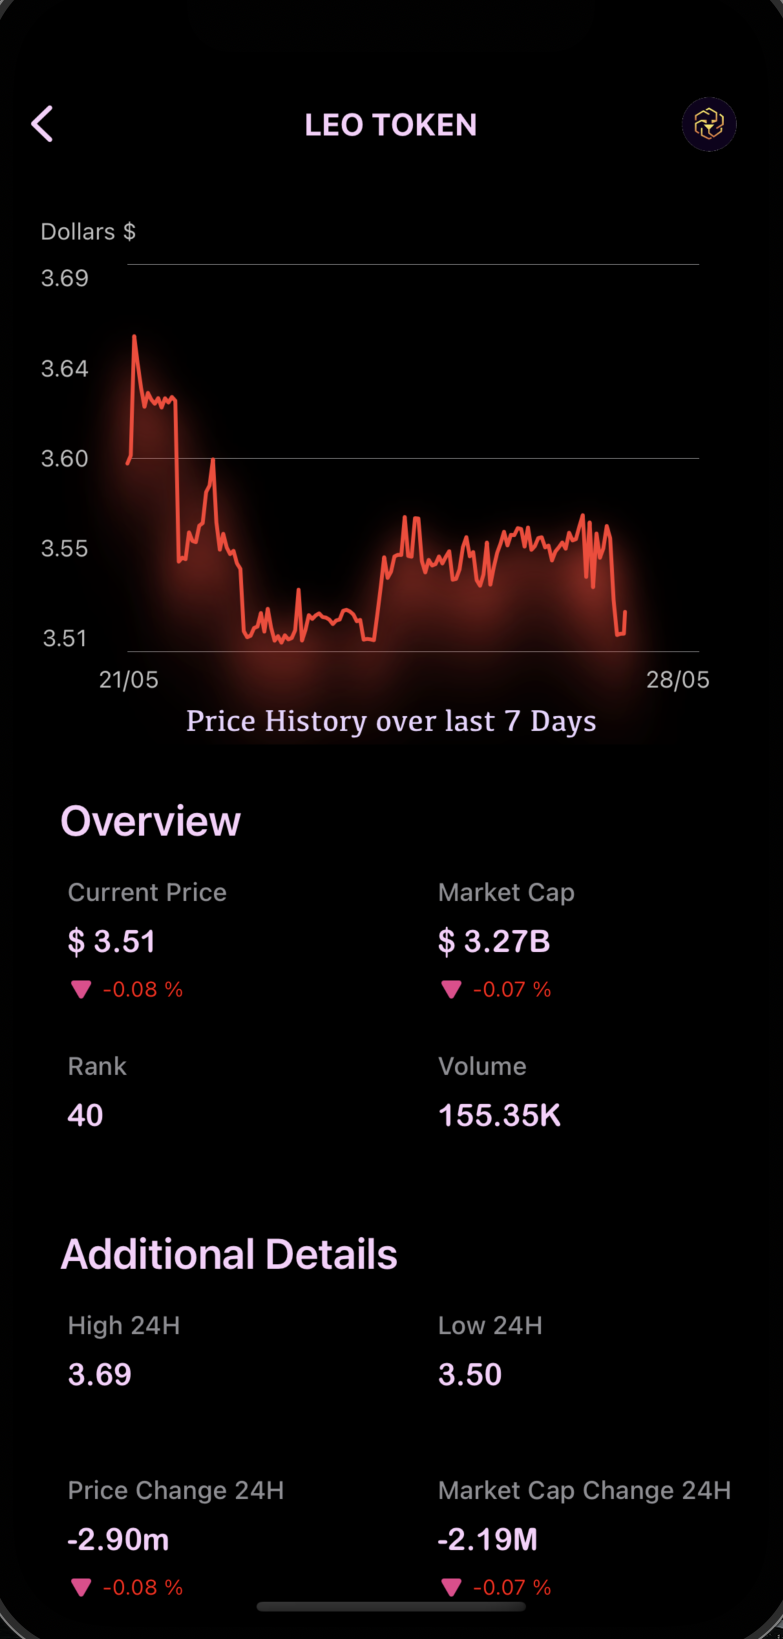 LEO TOKEN
Dollars $
3.69
3.64
3.60
3.55
3.51
21/05 28/05
Price History over last 7 Days
Overview
Current Price Market Cap
$ 3.51 $ 3.27B
-0.08 % -0.07 %
Rank Volume
40 155.35K
Additional Details
High 24H Low 24H
3.69 3.50
Price Change 24H Market Cap Change 24H
-2.90m -2.19M
-0.08 % -0.07 %